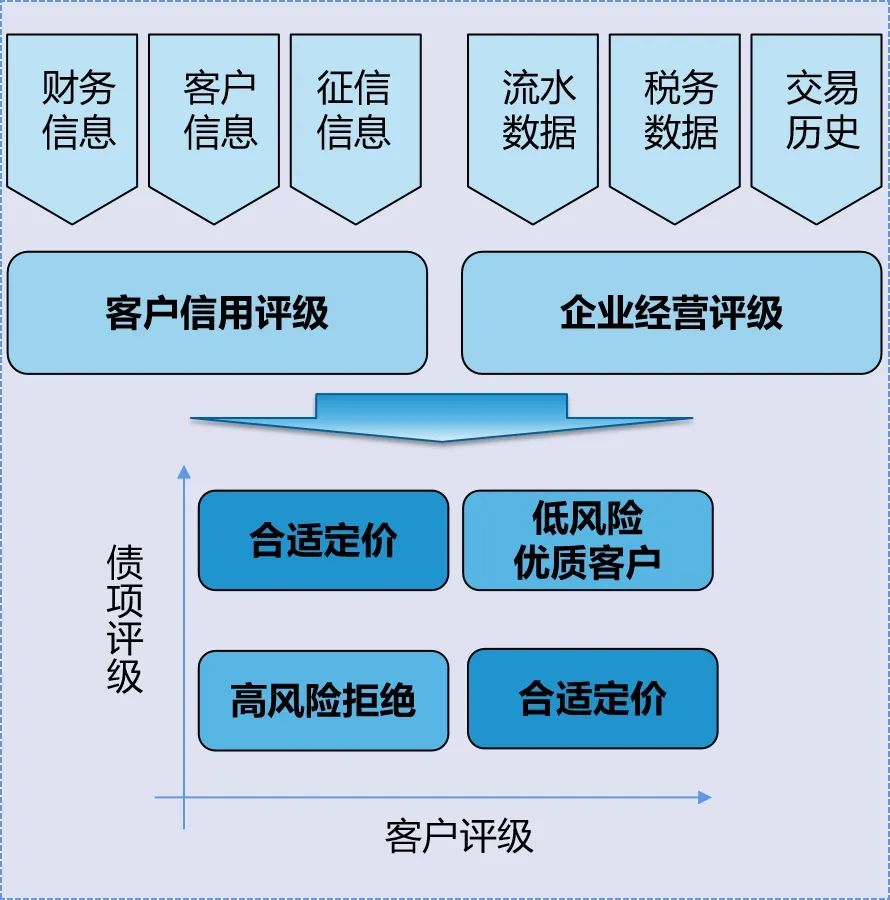 财务
信息
客户
信息
征信
信息
流水
数据
税务
数据
交易
历史
客户信用评级
企业经营评级
合适定价
低风险
优质客户
债项评级
高风险拒绝
合适定价
客户评级